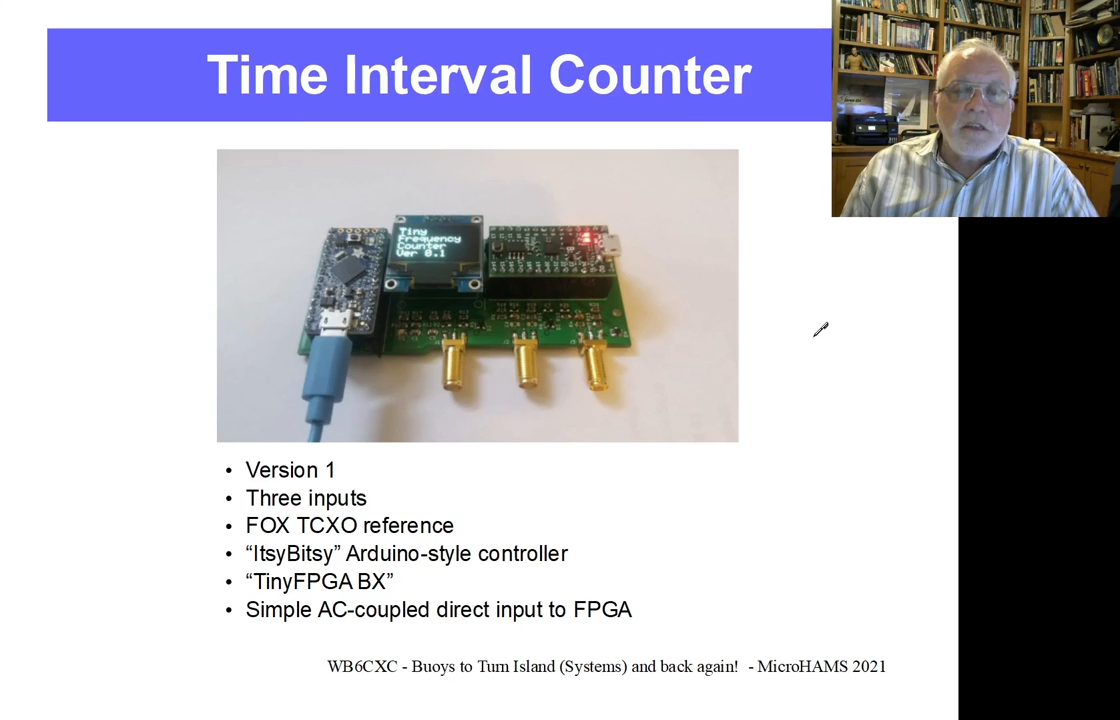 Time Interval Counter
Tiny
Frequency
Counter
Ver 0.1
• Version 1
• Three inputs
• FOX TCXO reference
• “ItsyBitsy” Arduino-style controller
• “TinyFPGA BX”
• Simple AC-coupled direct input to FPGA
WB6CXC - Buoys to Turn Island (Systems) and back again!  - MicroHAMS 2021